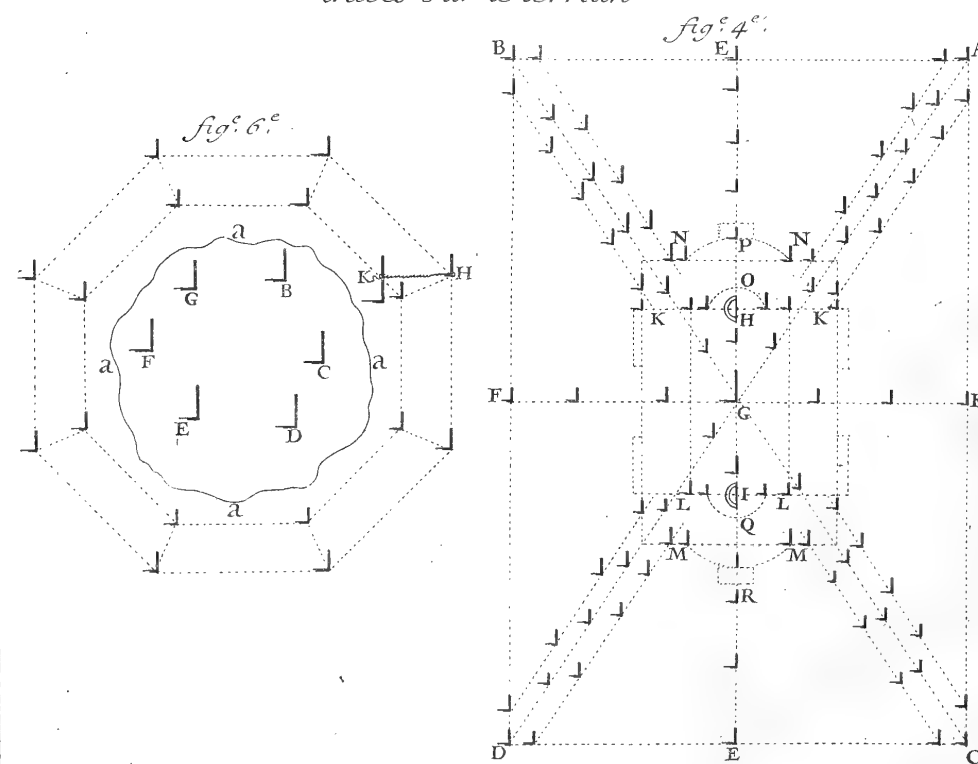 fig.e 4.e
B E A
fig.e 6.e
a
G B K H
F C
a a
E D
a
N N
P
O
K H K
F G F
L I L
Q
M M
R
D E C